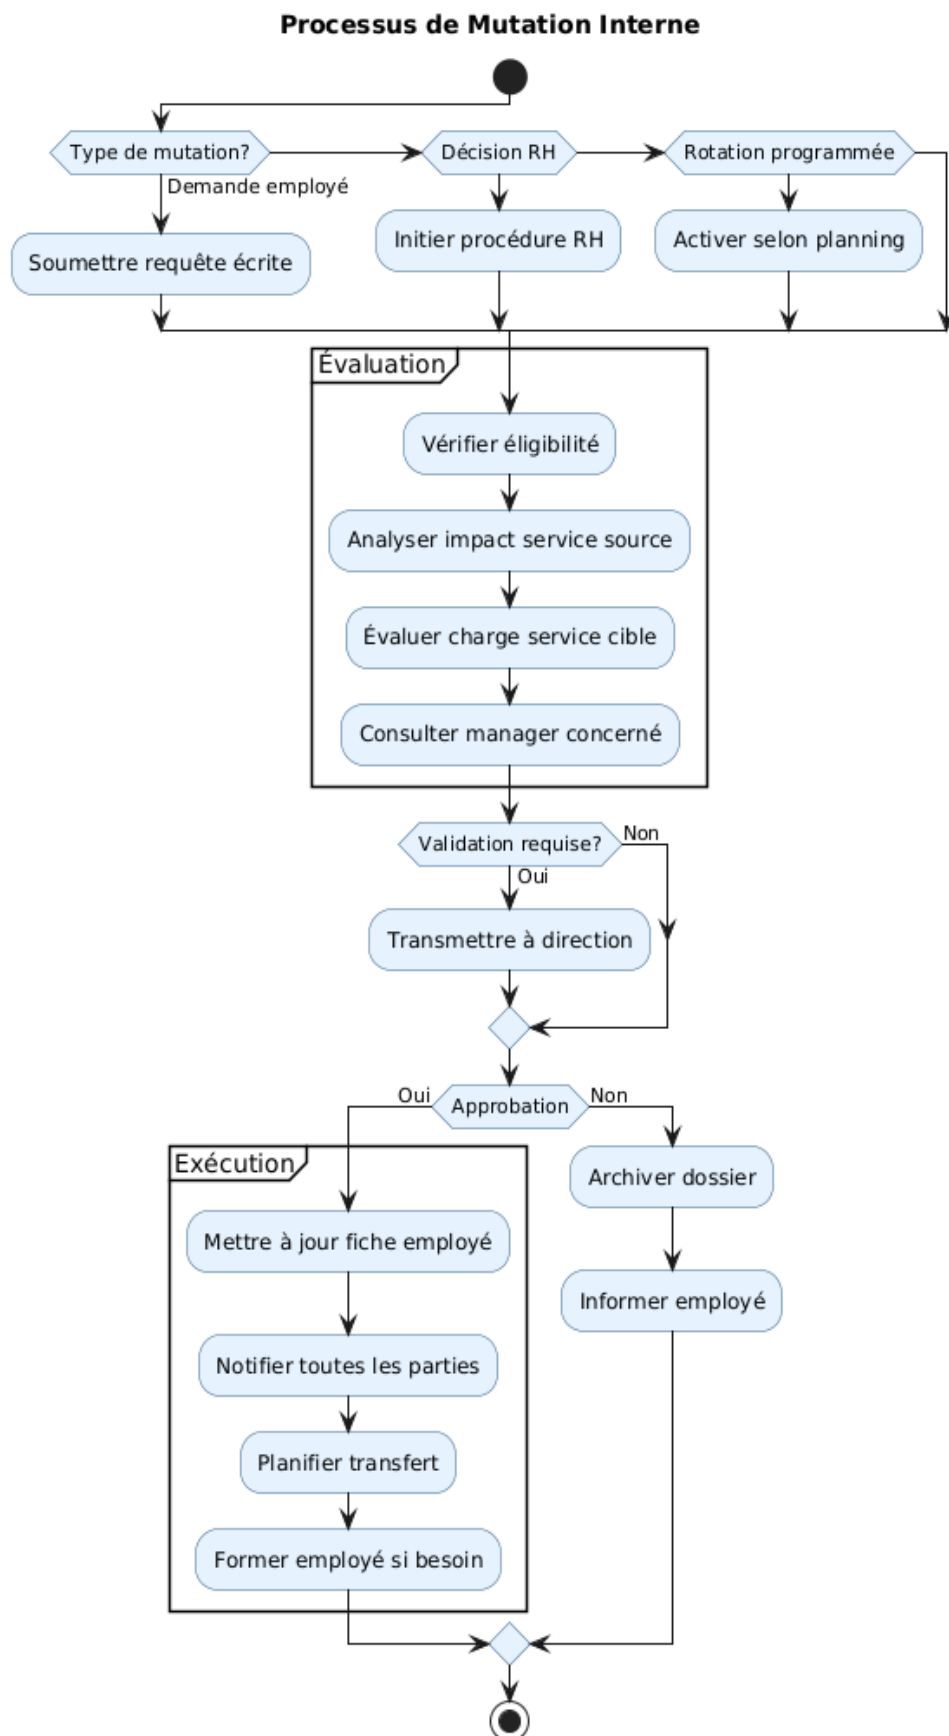 Processus de Mutation Interne
Type de mutation?
Décision RH
Rotation programmée
Demande employé
Soumettre requête écrite
Initier procédure RH
Activer selon planning
Évaluation
Vérifier éligibilité
Analyser impact service source
Évaluer charge service cible
Consulter manager concerné
Validation requise?
Non
Oui
Transmettre à direction
Approbation
Oui
Non
Exécution
Archiver dossier
Mettre à jour fiche employé
Informer employé
Notifier toutes les parties
Planifier transfert
Former employé si besoin